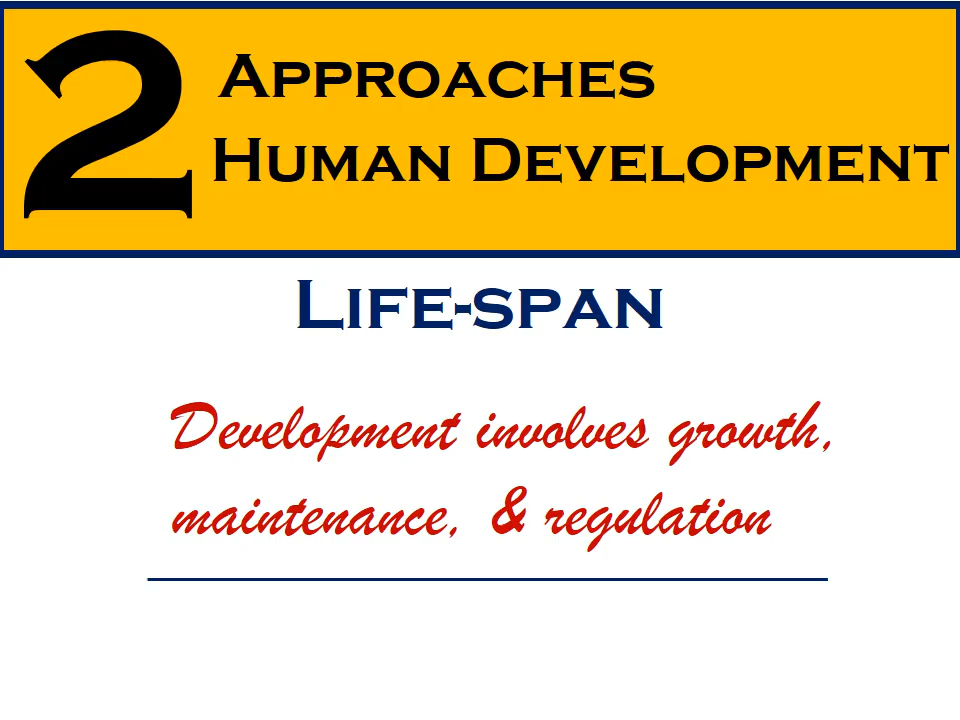 2
Approaches
Human Development
Life-span
Development involves growth,
maintenance, & regulation